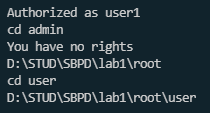 Authorized as user1
cd admin
You have no rights
D:\STUD\SBPD\lab1\root
cd user
D:\STUD\SBPD\lab1\root\user